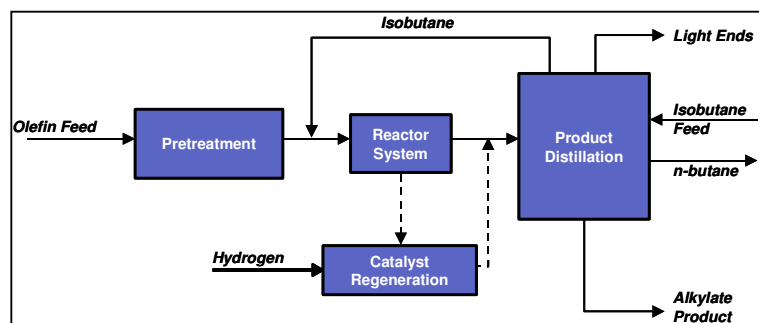 Isobutane
Light Ends
Olefin Feed
Pretreatment
Reactor
System
Product
Distillation
Isobutane
Feed
n-butane
Hydrogen
Catalyst
Regeneration
Alkylate
Product